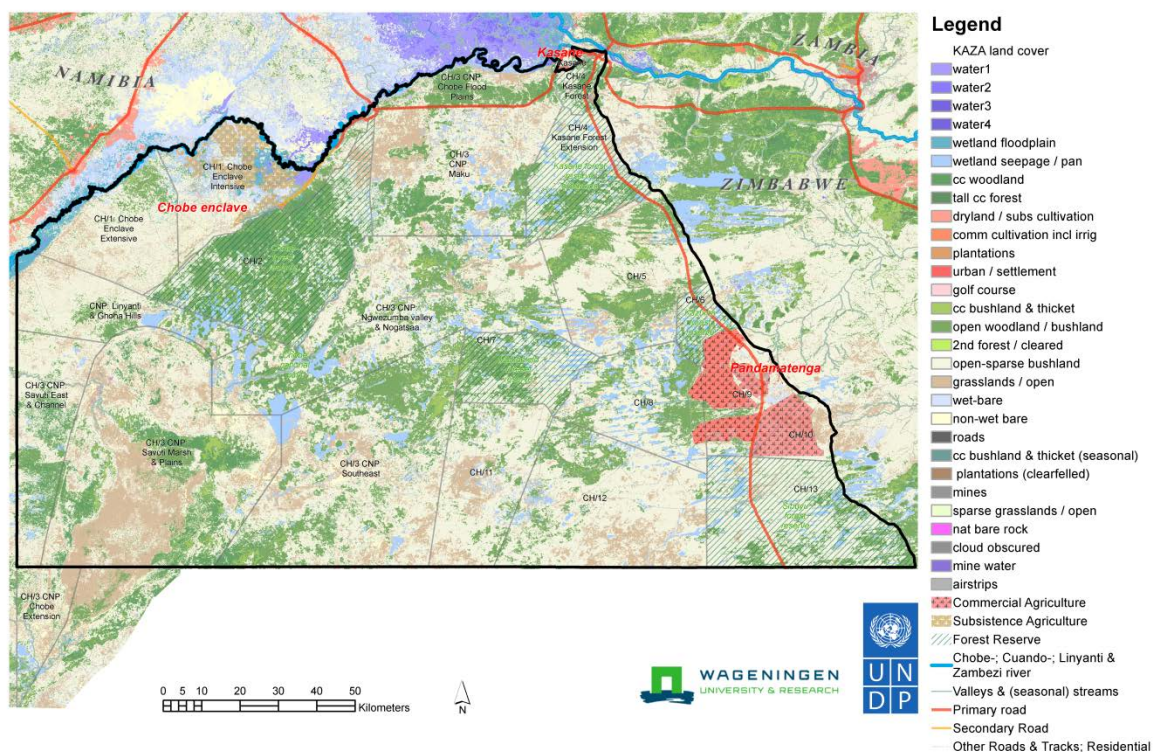 NAMIBIA
ZAMBIA
ZIMBABWE
Kasane
Kasane
CH/3 CNP
Chobe Flood
Plains
CH/4
Kasane
Forest
CH/4
Kasane Forest
Extension
CH/3
CNP
Maku
CH/1 Chobe
Enclave
Intensive
Chobe enclave
CH/1 Chobe
Enclave
Extensive
CH/2
CH/5
CH/6
CNP Linyanti
& Ghoha Hills
CH/3 CNP
Ngwezumba valley
& Nogatsaa
CH/7
Pandamatenga
CH/3 CNP
Savuti East
& Channel
CH/8
CH/9
CH/10
CH/3 CNP
Savuti Marsh
& Plains
CH/3 CNP
Southeast
CH/11
CH/12
CH/13
CH/3 CNP
Chobe
Extension
0 5 10 20 30 40 50
Kilometers
N
WAGENINGEN
UNIVERSITY & RESEARCH
U N
D P
Legend
KAZA land cover
water1
water2
water3
water4
wetland floodplain
wetland seepage / pan
cc woodland
tall cc forest
dryland / subs cultivation
comm cultivation incl irrig
plantations
urban / settlement
golf course
cc bushland & thicket
open woodland / bushland
2nd forest / cleared
open-sparse bushland
grasslands / open
wet-bare
non-wet bare
roads
cc bushland & thicket (seasonal)
plantations (clearfelled)
mines
sparse grasslands / open
nat bare rock
cloud obscured
mine water
airstrips
Commercial Agriculture
Subsistence Agriculture
Forest Reserve
Chobe-; Cuando-; Linyanti &
Zambezi river
Valleys & (seasonal) streams
Primary road
Secondary Road
Other Roads & Tracks; Residential